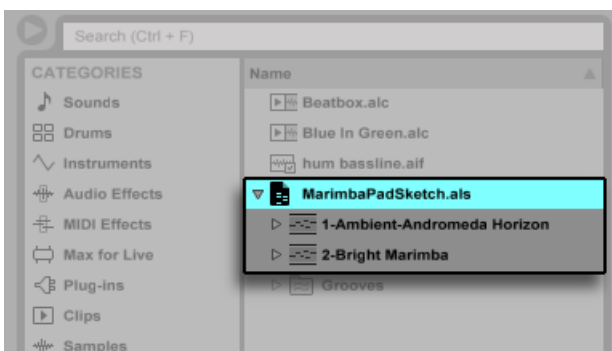 Search (Ctrl + F)
CATEGORIES
Sounds
Drums
Instruments
Audio Effects
MIDI Effects
Max for Live
Plug-ins
Clips
Samples
Name
Beatbox.alc
Blue In Green.alc
hum bassline.aif
MarimbaPadSketch.als
1-Ambient-Andromeda Horizon
2-Bright Marimba
Grooves